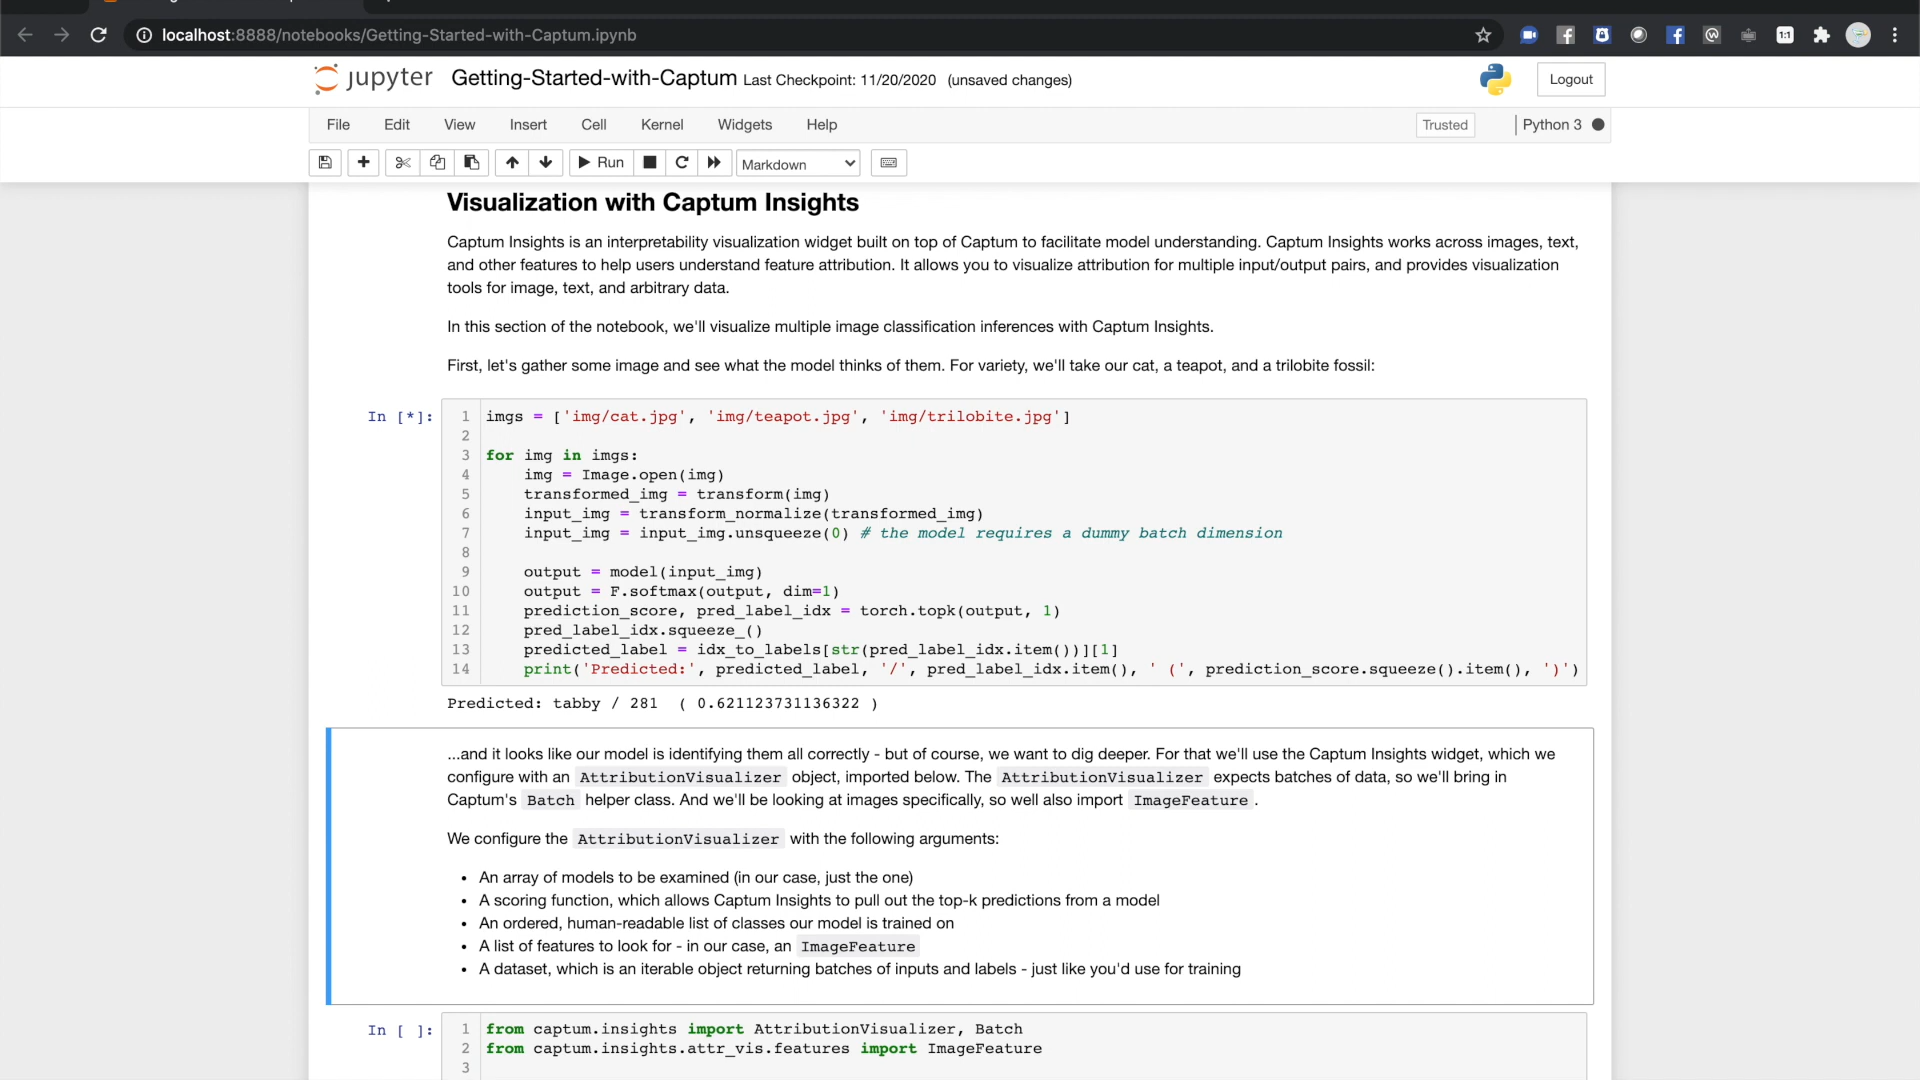 localhost:8888/notebooks/Getting-Started-with-Captum.ipynb
1:1
jupyter Getting-Started-with-Captum Last Checkpoint: 11/20/2020 (unsaved changes)
Logout
File Edit View Insert Cell Kernel Widgets Help Trusted Python 3
Run Markdown
Visualization with Captum Insights
Captum Insights is an interpretability visualization widget built on top of Captum to facilitate model understanding. Captum Insights works across images, text,
and other features to help users understand feature attribution. It allows you to visualize attribution for multiple input/output pairs, and provides visualization
tools for image, text, and arbitrary data.
In this section of the notebook, we'll visualize multiple image classification inferences with Captum Insights.
First, let's gather some image and see what the model thinks of them. For variety, we'll take our cat, a teapot, and a trilobite fossil:
In [*]: 1 imgs = ['img/cat.jpg', 'img/teapot.jpg', 'img/trilobite.jpg']
2
3 for img in imgs:
4 img = Image.open(img)
5 transformed_img = transform(img)
6 input_img = transform_normalize(transformed_img)
7 input_img = input_img.unsqueeze(0) # the model requires a dummy batch dimension
8
9 output = model(input_img)
10 output = F.softmax(output, dim=1)
11 prediction_score, pred_label_idx = torch.topk(output, 1)
12 pred_label_idx.squeeze_()
13 predicted_label = idx_to_labels[str(pred_label_idx.item())][1]
14 print('Predicted:', predicted_label, '/', pred_label_idx.item(), ' (', prediction_score.squeeze().item(), ')')
Predicted: tabby / 281 ( 0.621123731136322 )
...and it looks like our model is identifying them all correctly - but of course, we want to dig deeper. For that we'll use the Captum Insights widget, which we
configure with an AttributionVisualizer object, imported below. The AttributionVisualizer expects batches of data, so we'll bring in
Captum's Batch helper class. And we'll be looking at images specifically, so well also import ImageFeature .
We configure the AttributionVisualizer with the following arguments:
• An array of models to be examined (in our case, just the one)
• A scoring function, which allows Captum Insights to pull out the top-k predictions from a model
• An ordered, human-readable list of classes our model is trained on
• A list of features to look for - in our case, an ImageFeature
• A dataset, which is an iterable object returning batches of inputs and labels - just like you'd use for training
In [ ]: 1 from captum.insights import AttributionVisualizer, Batch
2 from captum.insights.attr_vis.features import ImageFeature
3